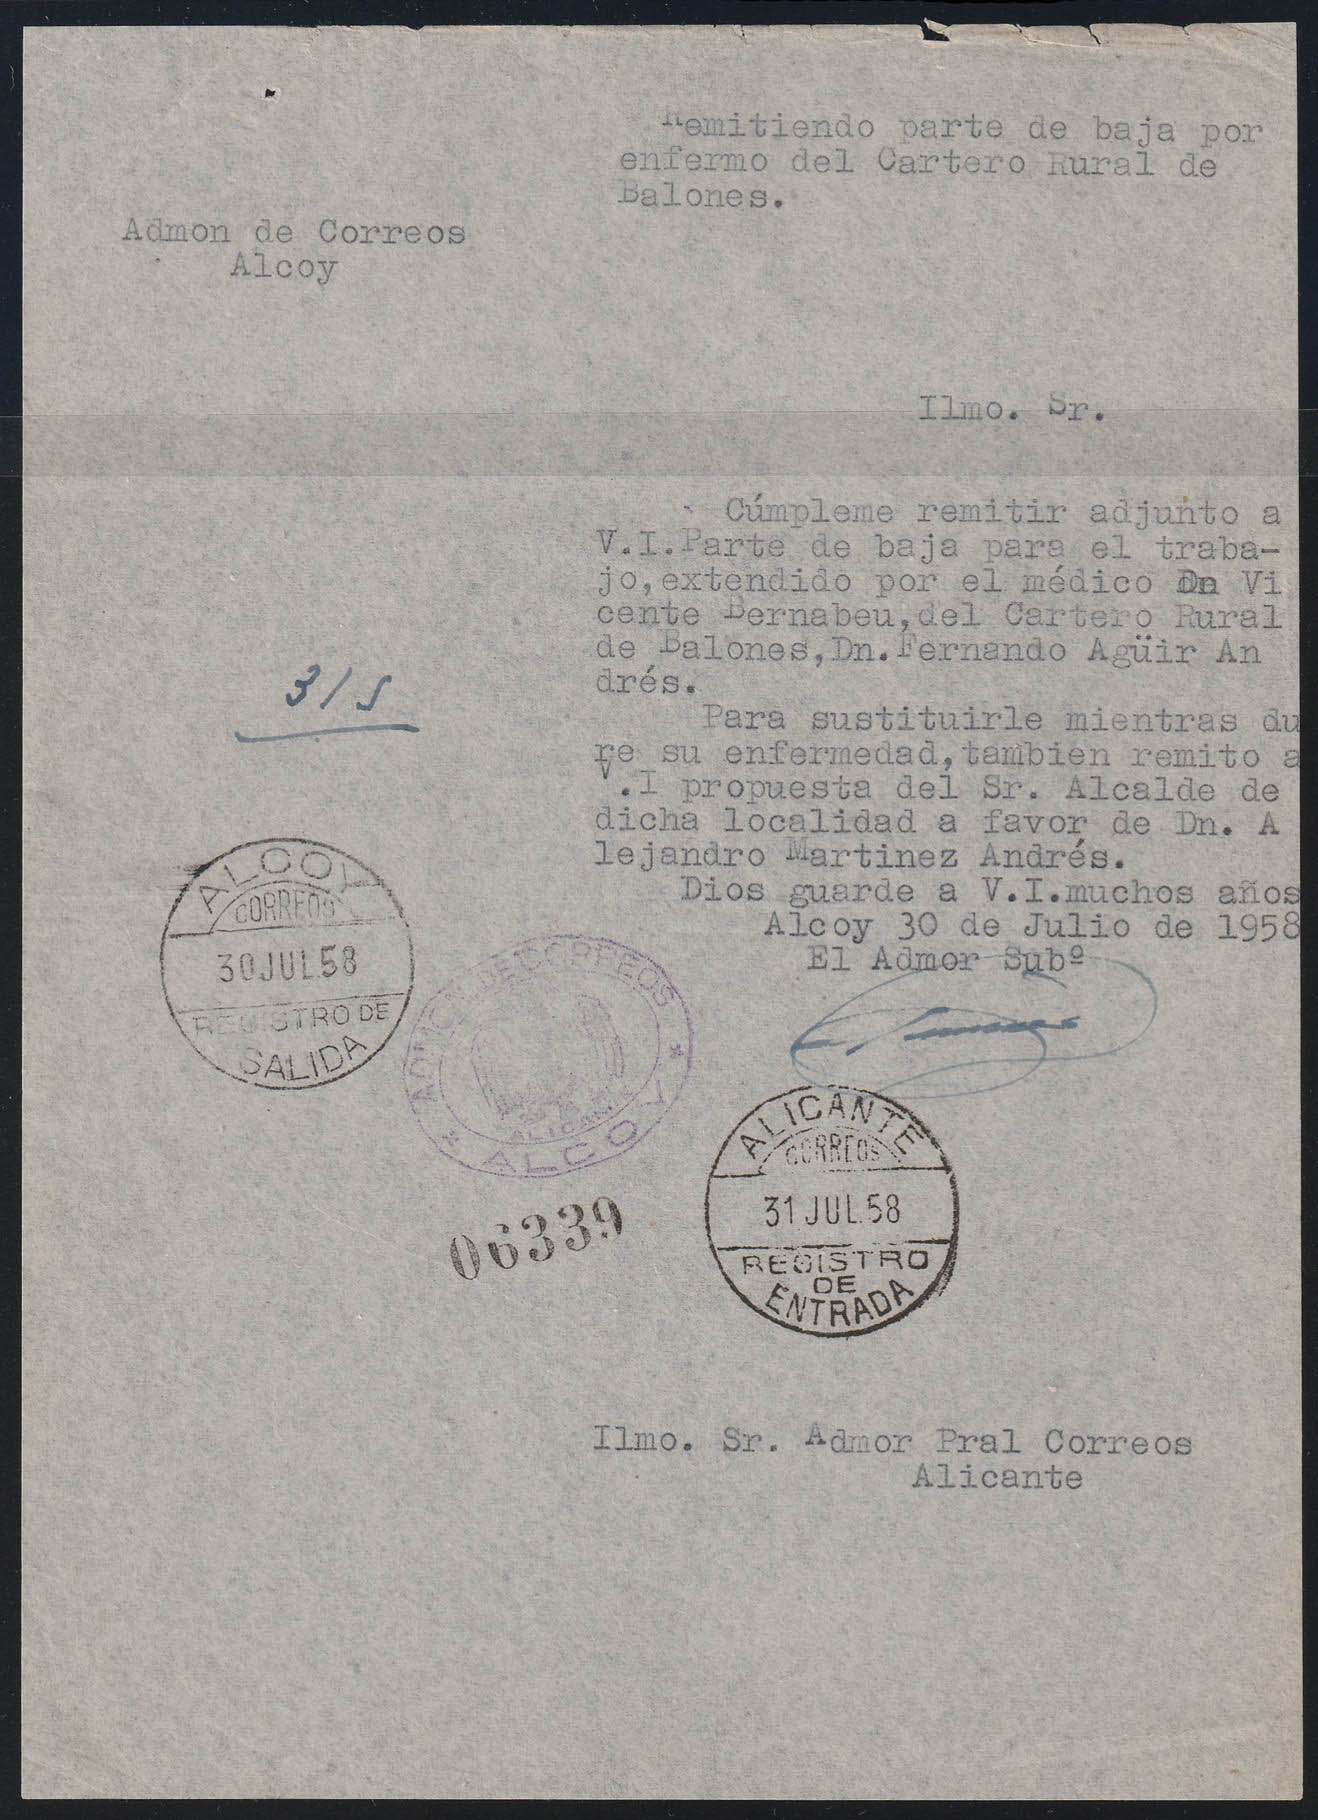 Remitiendo parte de baja por
enfermo del Cartero Rural de
Balones.
Admon de Correos
Alcoy
Ilmo. Sr.
Cúmpleme remitir adjunto a
V.I.Parte de baja para el traba-
jo,extendido por el médico Dn Vi
cente Bernabeu,del Cartero Rural
de Balones,Dn.Fernando Agüir An
drés.
315
Para sustituirle mientras du
re su enfermedad,tambien remito a
V.I propuesta del Sr. Alcalde de
dicha localidad a favor de Dn. A
lejandro Martinez Andrés.
Dios guarde a V.I.muchos años
Alcoy 30 de Julio de 1958
El Admor Subº
ALCOY
CORREOS
30 JUL 58
REGISTRO DE
SALIDA
ADMON DE CORREOS
ALICANTE
ALCOY
ALICANTE
CORREOS
31 JUL 58
REGISTRO
DE
ENTRADA
06339
Ilmo. Sr. Admor Pral Correos
Alicante